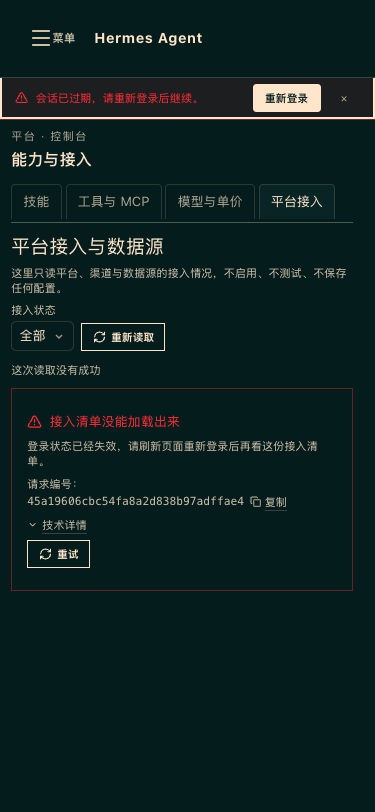 菜单
Hermes Agent
会话已过期，请重新登录后继续。
重新登录
×
平台 · 控制台
能力与接入
技能
工具与 MCP
模型与单价
平台接入
平台接入与数据源
这里只读平台、渠道与数据源的接入情况，不启用、不测试、不保存
任何配置。
接入状态
全部
重新读取
这次读取没有成功
接入清单没能加载出来
登录状态已经失效，请刷新页面重新登录后再看这份接入清
单。
请求编号：
45a19606cbc54fa8a2d838b97adffae4 复制
技术详情
重试